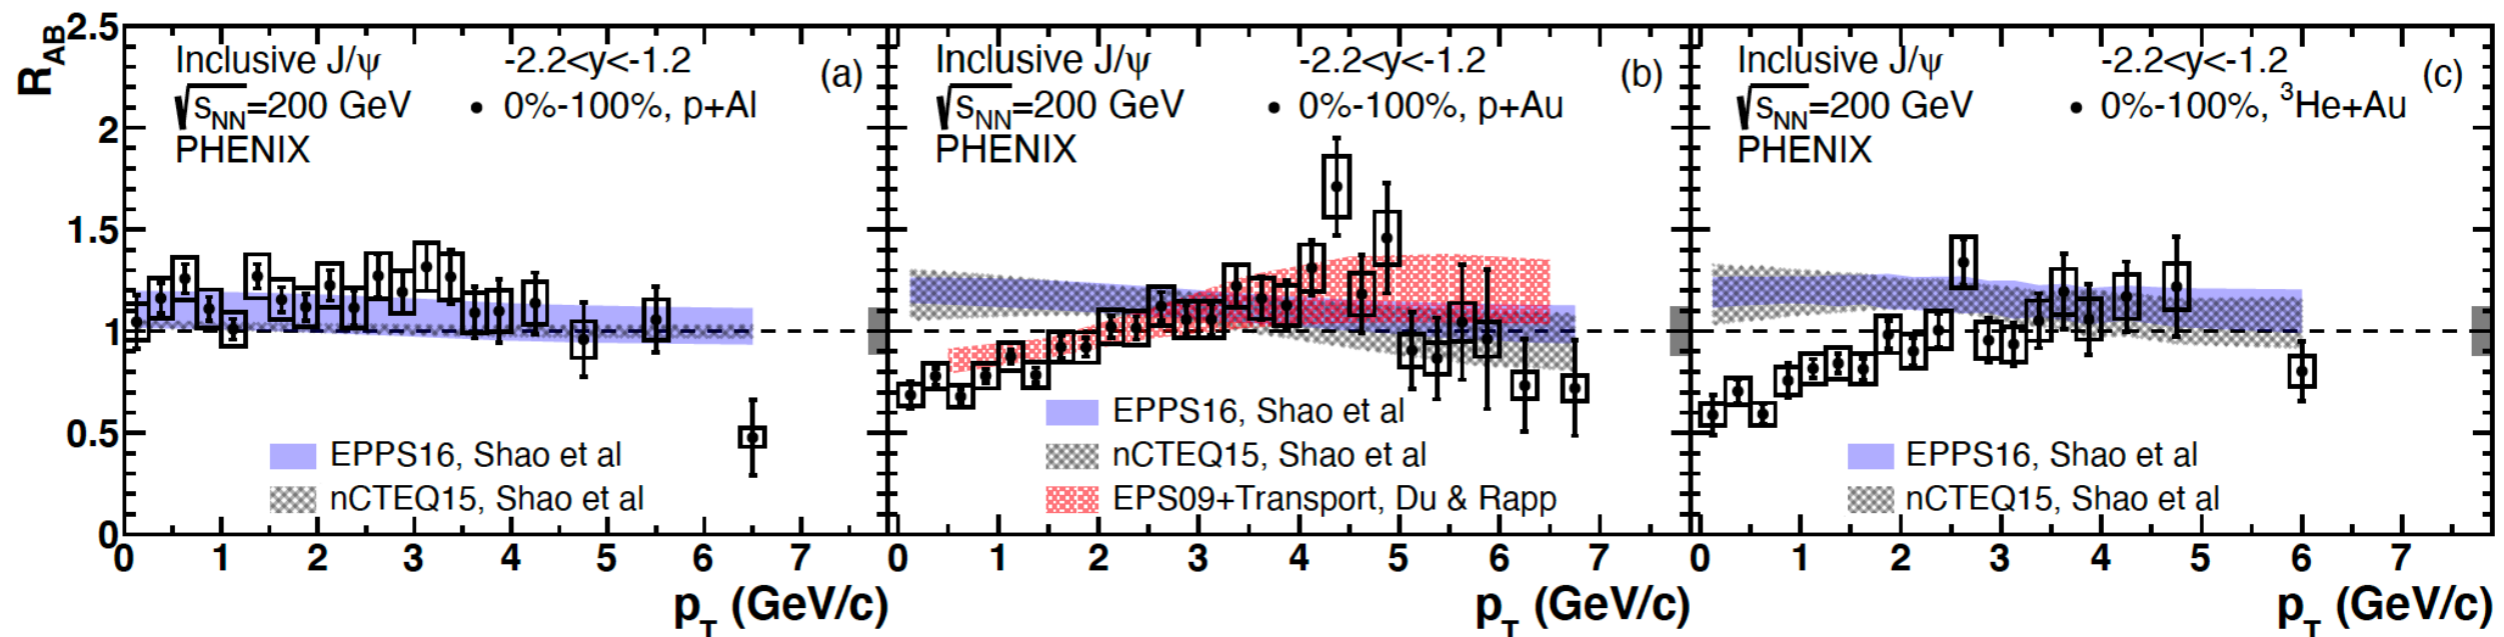 R_AB
2.5
2
1.5
1
0.5
0
Inclusive J/ψ -2.2<y<-1.2 (a)
√s_NN=200 GeV • 0%-100%, p+Al
PHENIX
EPPS16, Shao et al
nCTEQ15, Shao et al
0 1 2 3 4 5 6 7
p_T (GeV/c)
Inclusive J/ψ -2.2<y<-1.2 (b)
√s_NN=200 GeV • 0%-100%, p+Au
PHENIX
EPPS16, Shao et al
nCTEQ15, Shao et al
EPS09+Transport, Du & Rapp
0 1 2 3 4 5 6 7
p_T (GeV/c)
Inclusive J/ψ -2.2<y<-1.2 (c)
√s_NN=200 GeV • 0%-100%, ³He+Au
PHENIX
EPPS16, Shao et al
nCTEQ15, Shao et al
0 1 2 3 4 5 6 7
p_T (GeV/c)